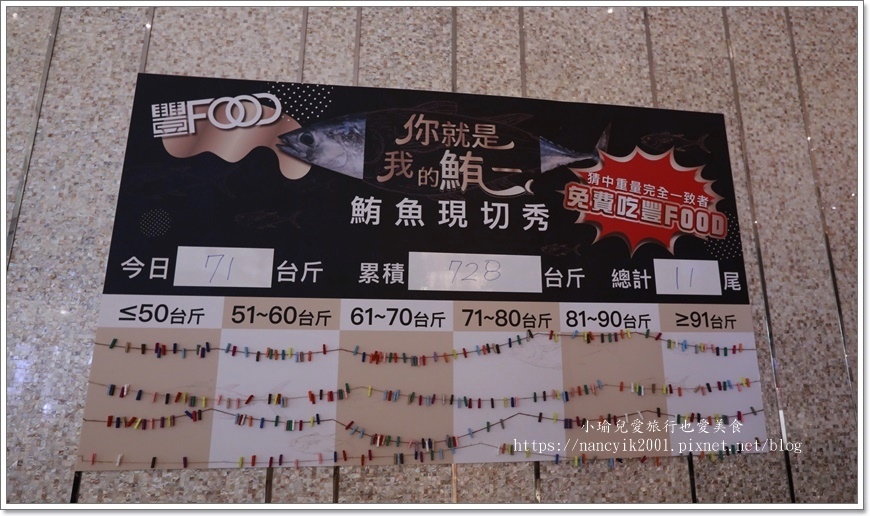 豐FOOD
你就是
我的鮪一
鮪魚現切秀
猜中重量完全一致者
免費吃豐FOOD
今日 71 台斤 累積 728 台斤 總計 11 尾
≤50台斤 51~60台斤 61~70台斤 71~80台斤 81~90台斤 ≥91台斤
小瑜兒愛旅行也愛美食
https://nancyik2001.pixnet.net/blog